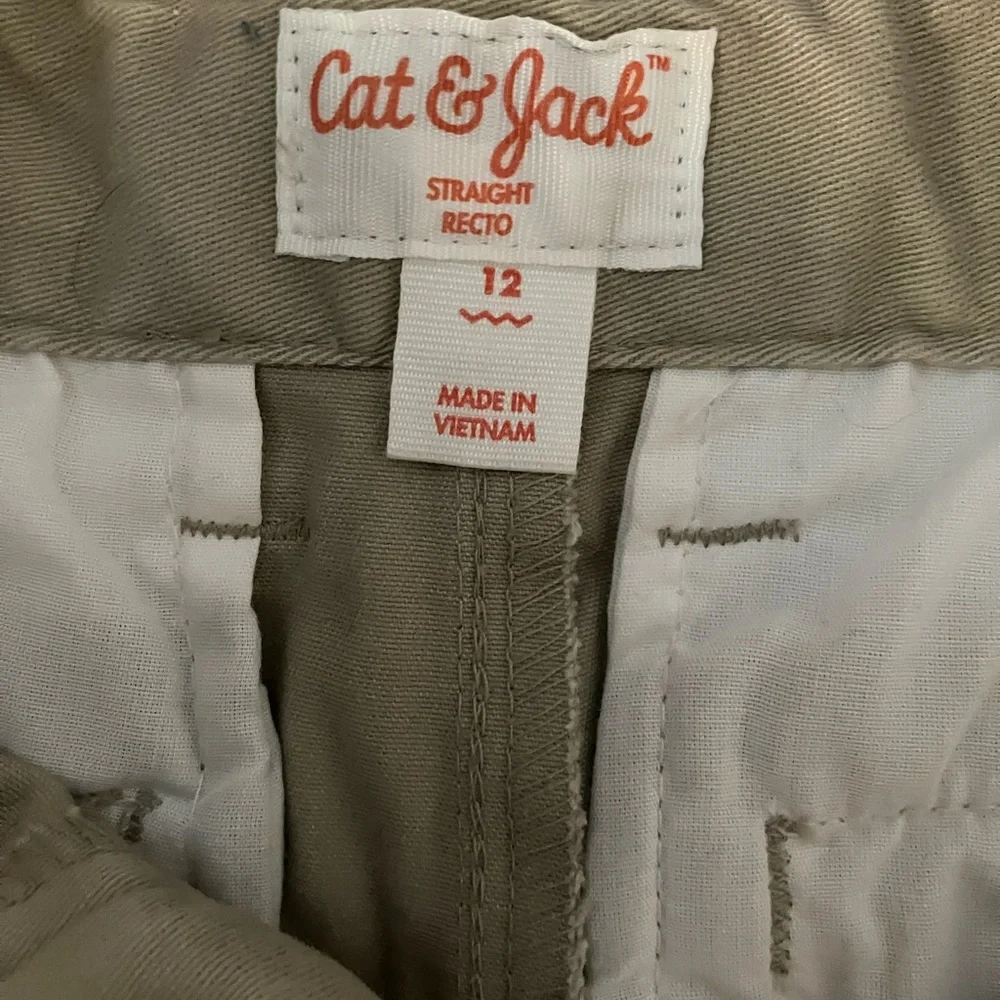 Cat & Jack™
STRAIGHT
RECTO
12
MADE IN
VIETNAM